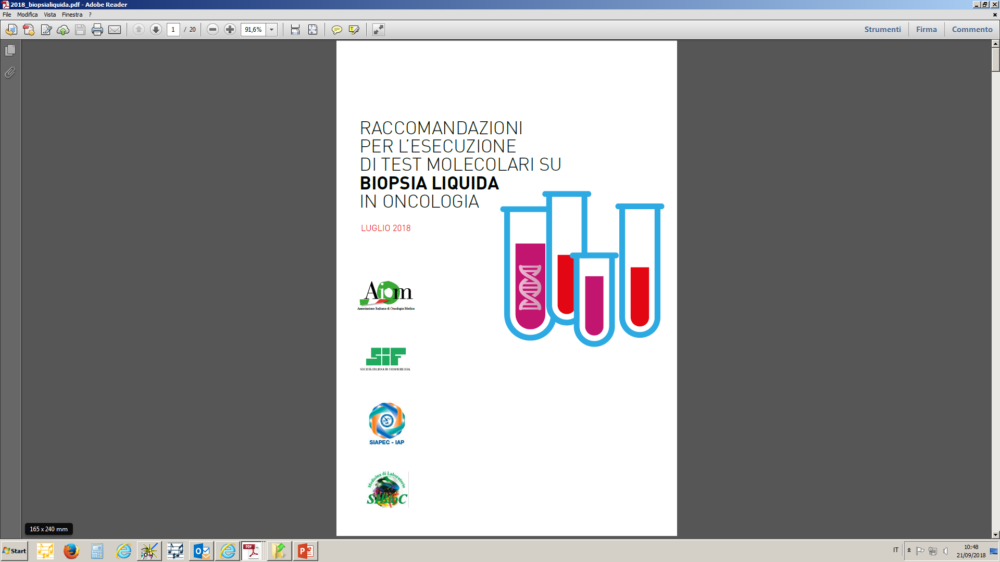 2018_biopsialiquida.pdf - Adobe Reader
File Modifica Vista Finestra ?
1 / 20 91,6% Strumenti Firma Commento
RACCOMANDAZIONI
PER L'ESECUZIONE
DI TEST MOLECOLARI SU
BIOPSIA LIQUIDA
IN ONCOLOGIA
LUGLIO 2018
Aiom
Associazione Italiana di Oncologia Medica
SIF
SOCIETÀ ITALIANA DI FARMACOLOGIA
SIAPEC - IAP
Medicina di Laboratorio
SIBioC
165 x 240 mm
Start IT 10:48
21/09/2018